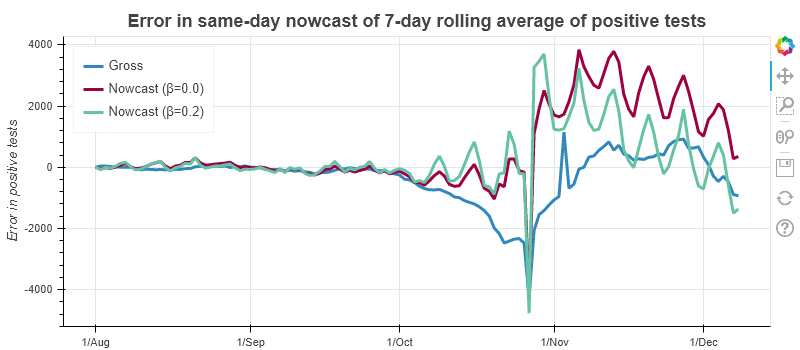 Error in same-day nowcast of 7-day rolling average of positive tests
Error in positive tests
4000
2000
0
-2000
-4000
Gross
Nowcast (β=0.0)
Nowcast (β=0.2)
1/Aug
1/Sep
1/Oct
1/Nov
1/Dec